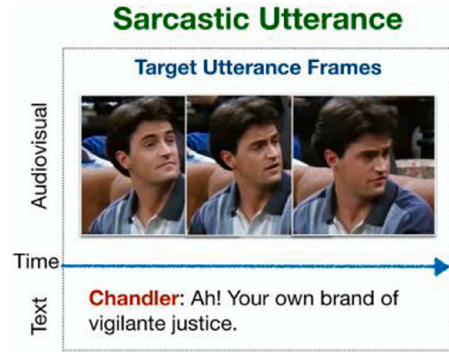 Sarcastic Utterance
Target Utterance Frames
Audiovisual
Time
Text
Chandler: Ah! Your own brand of
vigilante justice.